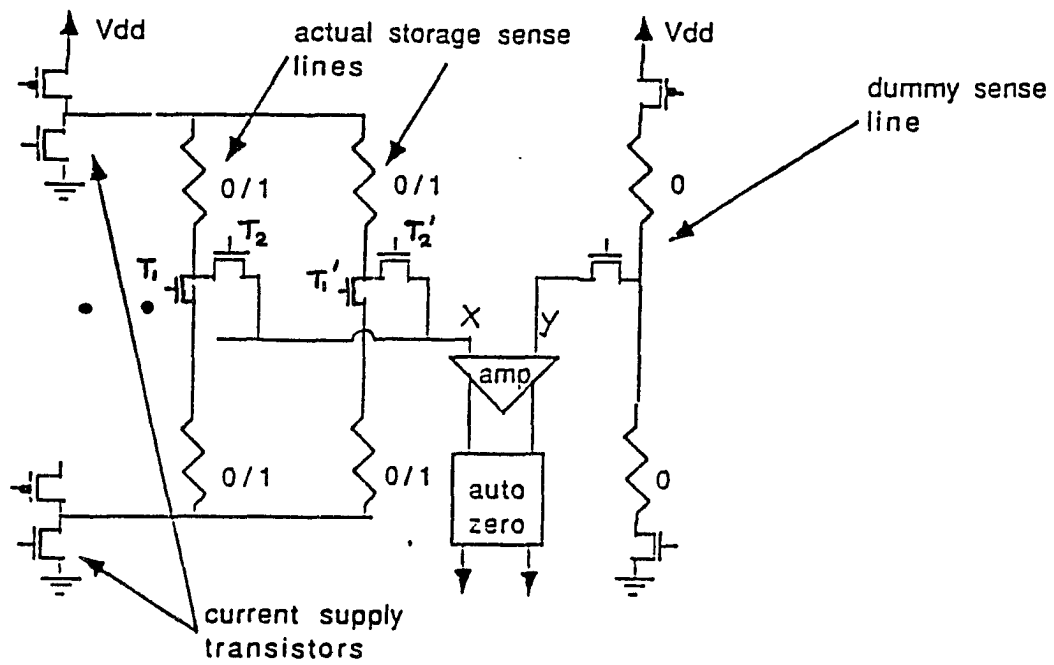 Vdd
actual storage sense
lines
Vdd
dummy sense
line
0/1
0/1
0
T2
T2'
T1
T1'
X
y
amp
0/1
0/1
auto
zero
0
current supply
transistors